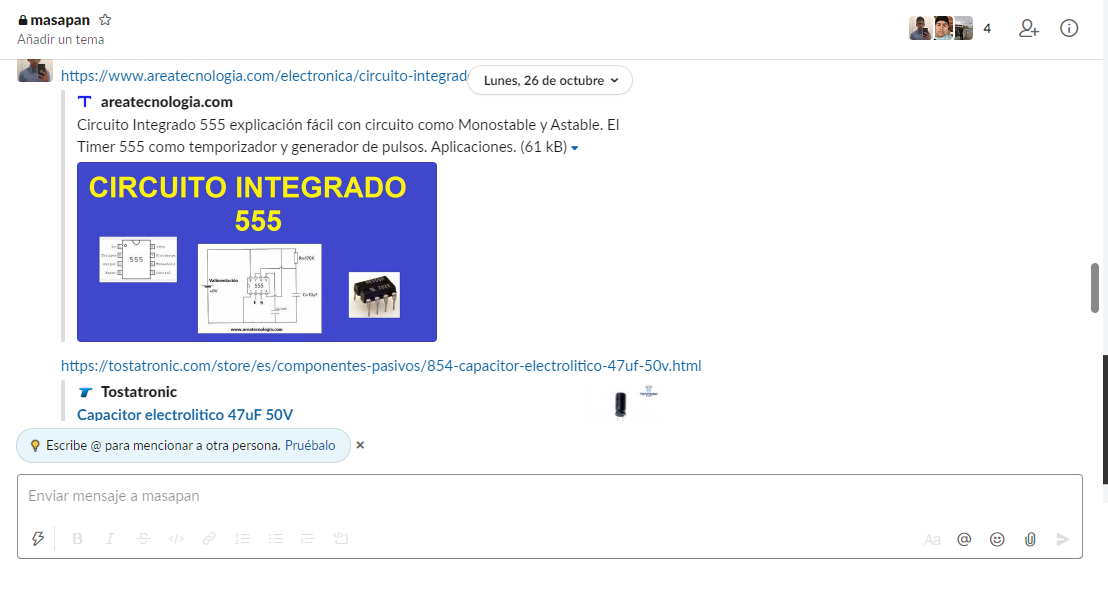 masapan
Añadir un tema
4
https://www.areatecnologia.com/electronica/circuito-integrad
Lunes, 26 de octubre
areatecnologia.com
Circuito Integrado 555 explicación fácil con circuito como Monostable y Astable. El
Timer 555 como temporizador y generador de pulsos. Aplicaciones. (61 kB)
CIRCUITO INTEGRADO
555
555
R=470K
555
C=10µF
www.areatecnologia.com
https://tostatronic.com/store/es/componentes-pasivos/854-capacitor-electrolitico-47uf-50v.html
Tostatronic
Capacitor electrolitico 47uF 50V
Escribe @ para mencionar a otra persona. Pruébalo
Enviar mensaje a masapan
B I S </>
Aa @